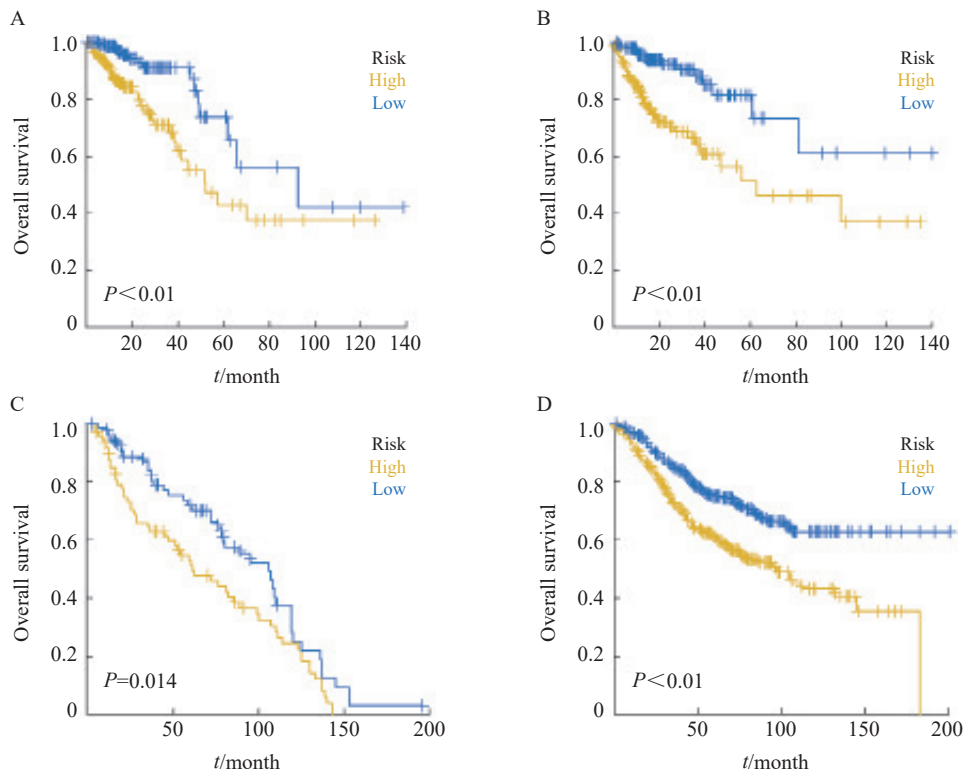 A
1.0
0.8
0.6
0.4
0.2
0
Overall survival
Risk
High
Low
P＜0.01
20 40 60 80 100 120 140
t/month
B
1.0
0.8
0.6
0.4
0.2
0
Overall survival
Risk
High
Low
P＜0.01
20 40 60 80 100 120 140
t/month
C
1.0
0.8
0.6
0.4
0.2
0
Overall survival
Risk
High
Low
P=0.014
50 100 150 200
t/month
D
1.0
0.8
0.6
0.4
0.2
0
Overall survival
Risk
High
Low
P＜0.01
50 100 150 200
t/month